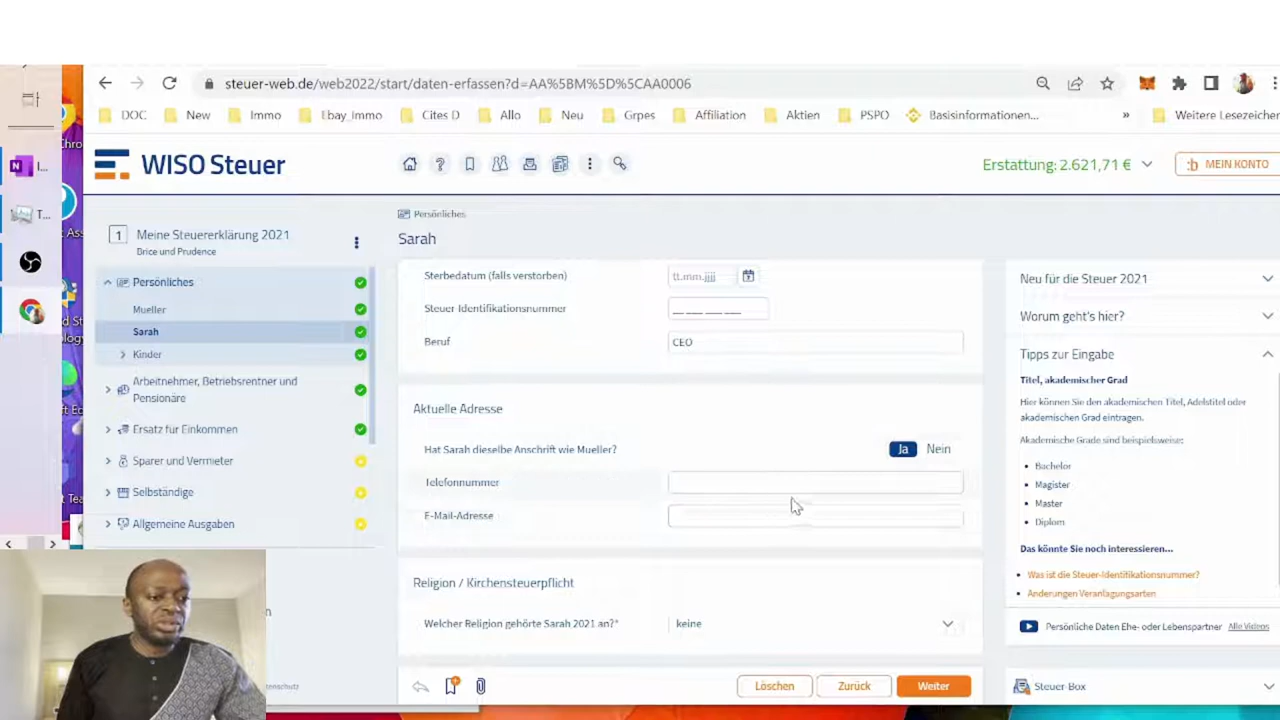 steuer-web.de/web2022/start/daten-erfassen?d=AA%5BM%5D%5CAA0006
DOC
New
Immo
Ebay_Immo
Cites D
Allo
Neu
Grpes
Affiliation
Aktien
PSPO
Basisinformationen...
»
Weitere Lesezeichen
WISO Steuer
Erstattung: 2.621,71 €
:b MEIN KONTO
1
Meine Steuererklärung 2021
Brice und Prudence
Persönliches
Mueller
Sarah
Kinder
Arbeitnehmer, Betriebsrentner und
Pensionäre
Ersatz für Einkommen
Sparer und Vermieter
Selbständige
Allgemeine Ausgaben
Persönliches
Sarah
Sterbedatum (falls verstorben)
tt.mm.jjjj
Steuer-Identifikationsnummer
Beruf
CEO
Aktuelle Adresse
Hat Sarah dieselbe Anschrift wie Mueller?
Ja Nein
Telefonnummer
E-Mail-Adresse
Religion / Kirchensteuerpflicht
Welcher Religion gehörte Sarah 2021 an?*
keine
Löschen
Zurück
Weiter
Neu für die Steuer 2021
Worum geht's hier?
Tipps zur Eingabe
Titel, akademischer Grad
Hier können Sie den akademischen Titel, Adelstitel oder
akademischen Grad eintragen.
Akademische Grade sind beispielsweise:
• Bachelor
• Magister
• Master
• Diplom
Das könnte Sie noch interessieren...
• Was ist die Steuer-Identifikationsnummer?
• Änderungen Veranlagungsarten
Persönliche Daten Ehe- oder Lebenspartner
Alle Videos
Steuer-Box